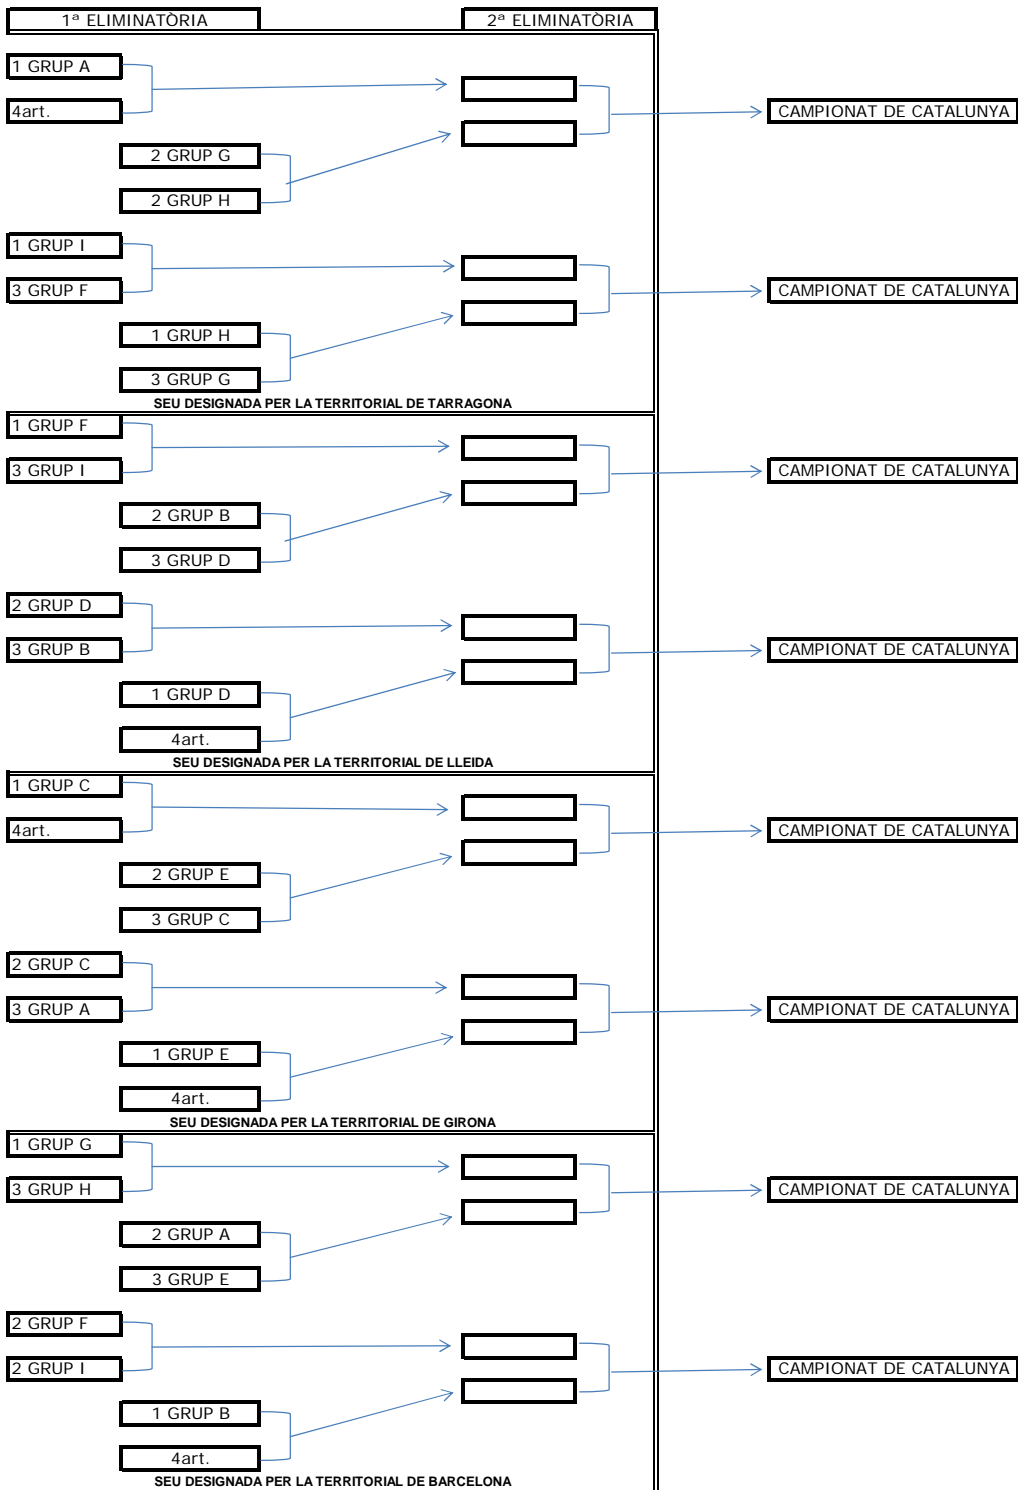 1ª ELIMINATÒRIA
2ª ELIMINATÒRIA
1 GRUP A
4art.
CAMPIONAT DE CATALUNYA
2 GRUP G
2 GRUP H
1 GRUP I
3 GRUP F
CAMPIONAT DE CATALUNYA
1 GRUP H
3 GRUP G
SEU DESIGNADA PER LA TERRITORIAL DE TARRAGONA
1 GRUP F
3 GRUP I
CAMPIONAT DE CATALUNYA
2 GRUP B
3 GRUP D
2 GRUP D
3 GRUP B
CAMPIONAT DE CATALUNYA
1 GRUP D
4art.
SEU DESIGNADA PER LA TERRITORIAL DE LLEIDA
1 GRUP C
4art.
CAMPIONAT DE CATALUNYA
2 GRUP E
3 GRUP C
2 GRUP C
3 GRUP A
CAMPIONAT DE CATALUNYA
1 GRUP E
4art.
SEU DESIGNADA PER LA TERRITORIAL DE GIRONA
1 GRUP G
3 GRUP H
CAMPIONAT DE CATALUNYA
2 GRUP A
3 GRUP E
2 GRUP F
2 GRUP I
CAMPIONAT DE CATALUNYA
1 GRUP B
4art.
SEU DESIGNADA PER LA TERRITORIAL DE BARCELONA